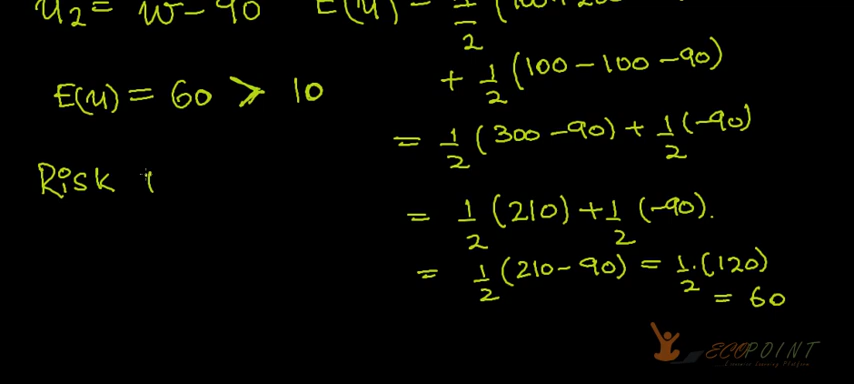 u₂ = w - 90
E(u) = 1/2 (100 + 200
+ 1/2 (100 - 100 - 90)
E(u) = 60 > 10
= 1/2 (300 - 90) + 1/2 (-90)
Risk
= 1/2 (210) + 1/2 (-90).
= 1/2 (210 - 90) = 1/2 . (120)
= 60
ECOPOINT